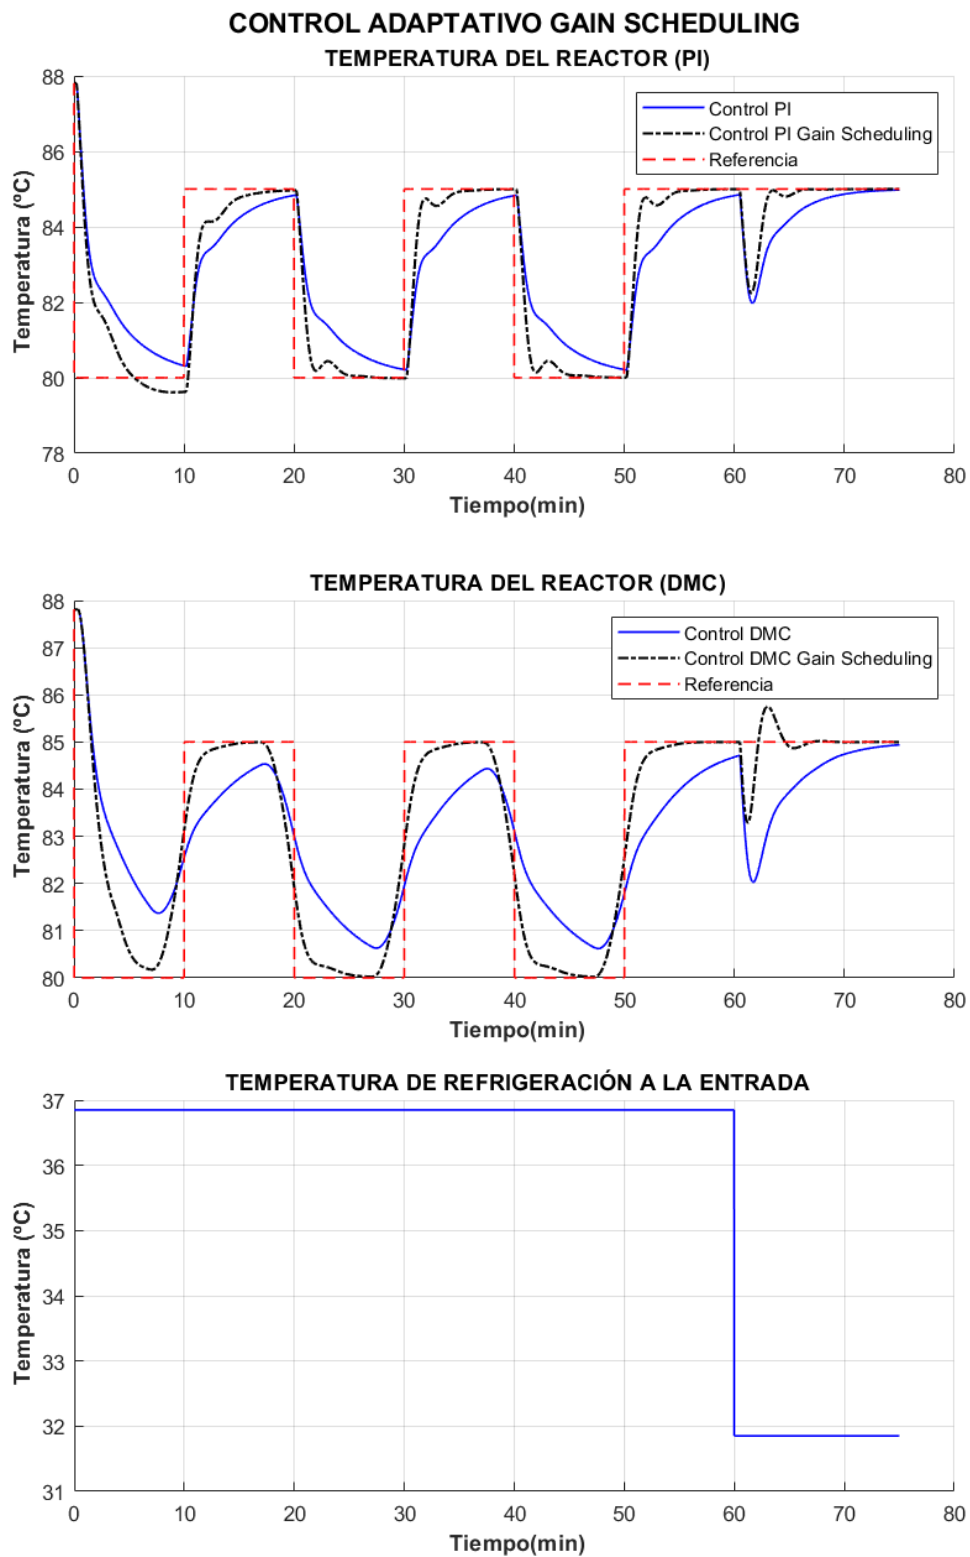 CONTROL ADAPTATIVO GAIN SCHEDULING
TEMPERATURA DEL REACTOR (PI)
88
86
84
82
80
78
Temperatura (ºC)
Control PI
Control PI Gain Scheduling
Referencia
0 10 20 30 40 50 60 70 80
Tiempo(min)
TEMPERATURA DEL REACTOR (DMC)
88
87
86
85
84
83
82
81
80
Temperatura (ºC)
Control DMC
Control DMC Gain Scheduling
Referencia
0 10 20 30 40 50 60 70 80
Tiempo(min)
TEMPERATURA DE REFRIGERACIÓN A LA ENTRADA
37
36
35
34
33
32
31
Temperatura (ºC)
0 10 20 30 40 50 60 70 80
Tiempo(min)